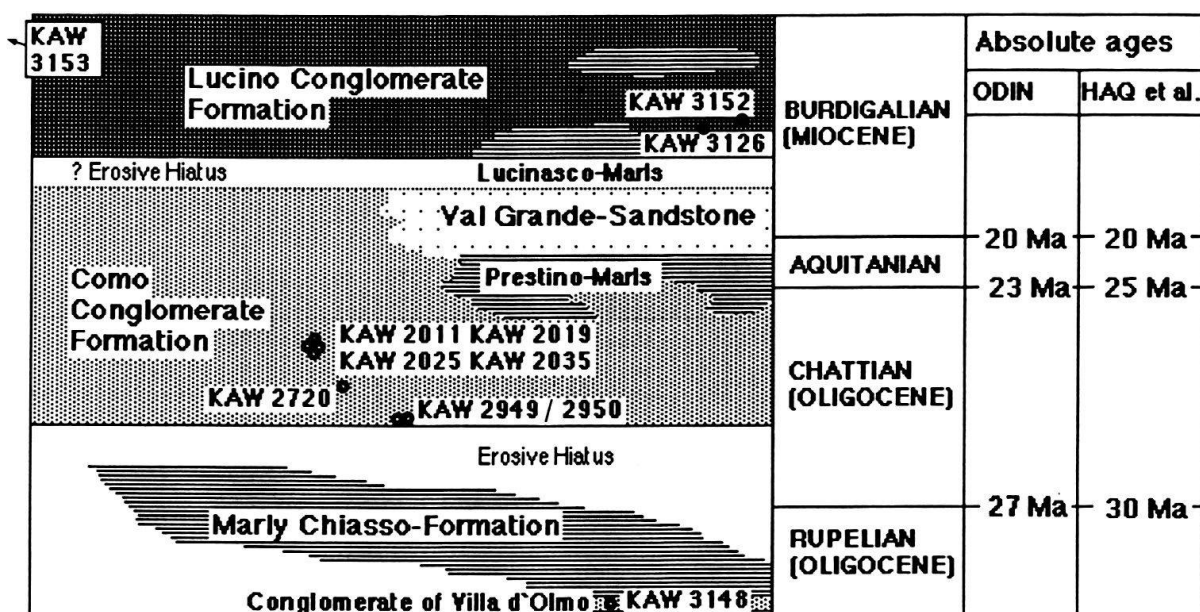 KAW
3153
Lucino Conglomerate
Formation
KAW 3152
KAW 3126
? Erosive Hiatus
Lucinasco-Marls
Val Grande-Sandstone
Prestino-Marls
Como
Conglomerate
Formation
KAW 2011 KAW 2019
KAW 2025 KAW 2035
KAW 2720
KAW 2949 / 2950
Erosive Hiatus
Marly Chiasso-Formation
Conglomerate of Villa d`Olmo
KAW 3148
BURDIGALIAN
(MIOCENE)
AQUITANIAN
CHATTIAN
(OLIGOCENE)
RUPELIAN
(OLIGOCENE)
Absolute ages
ODIN
HAQ et al.
20 Ma
20 Ma
23 Ma
25 Ma
27 Ma
30 Ma